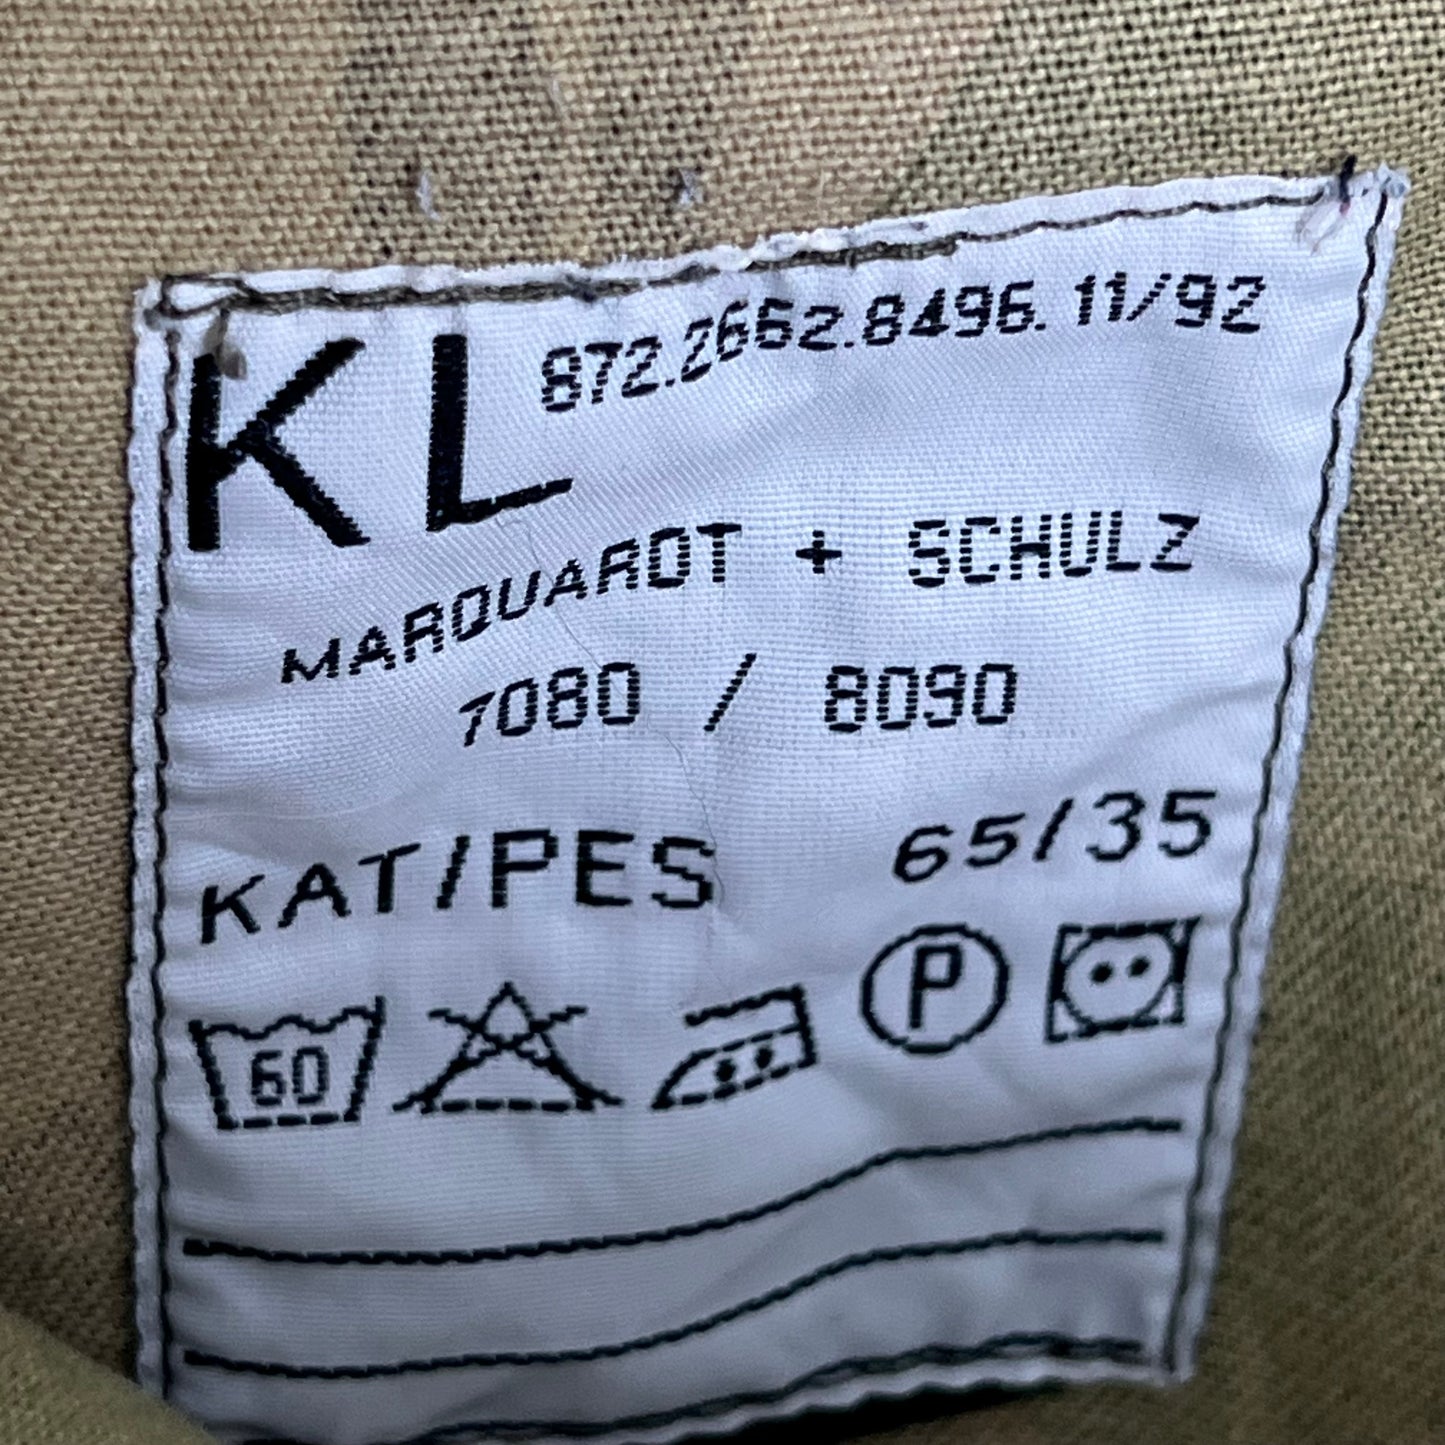 KL 872.2662.8496.11/92
MARQUARDT + SCHULZ
7080 / 8090
KAT/PES 65/35
60 P